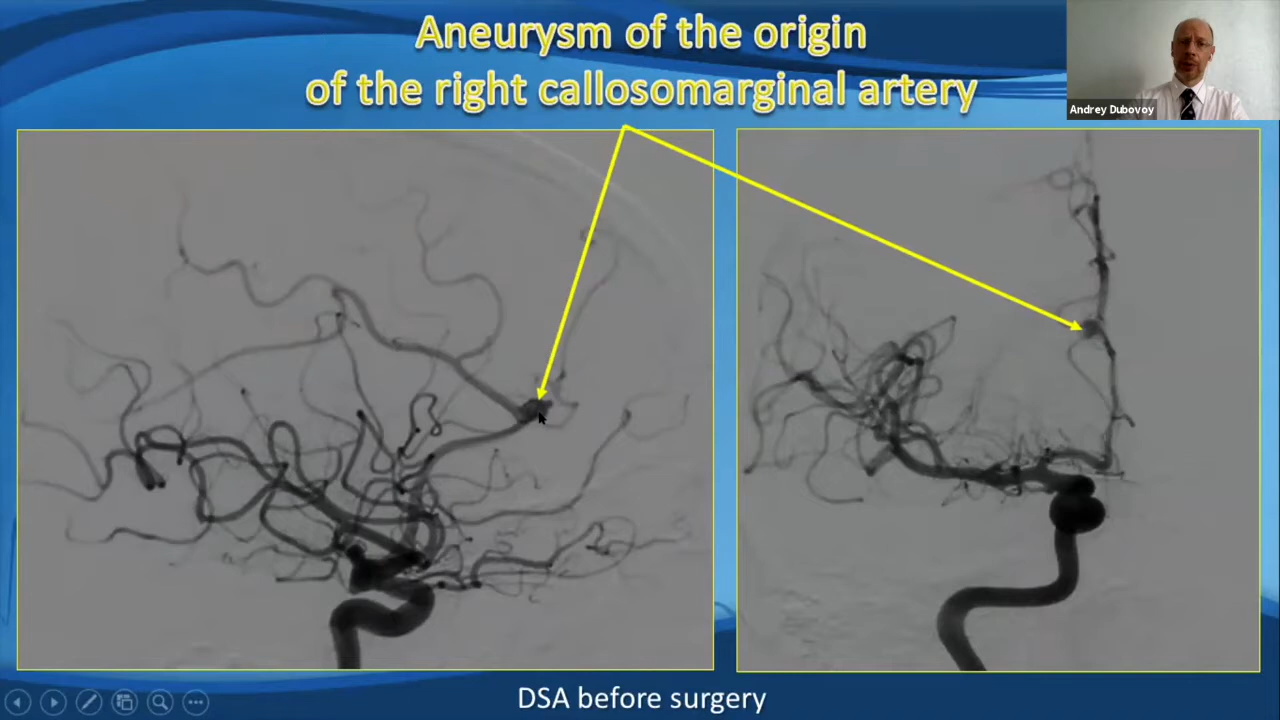 Aneurysm of the origin
of the right callosomarginal artery
Andrey Dubovoy
DSA before surgery